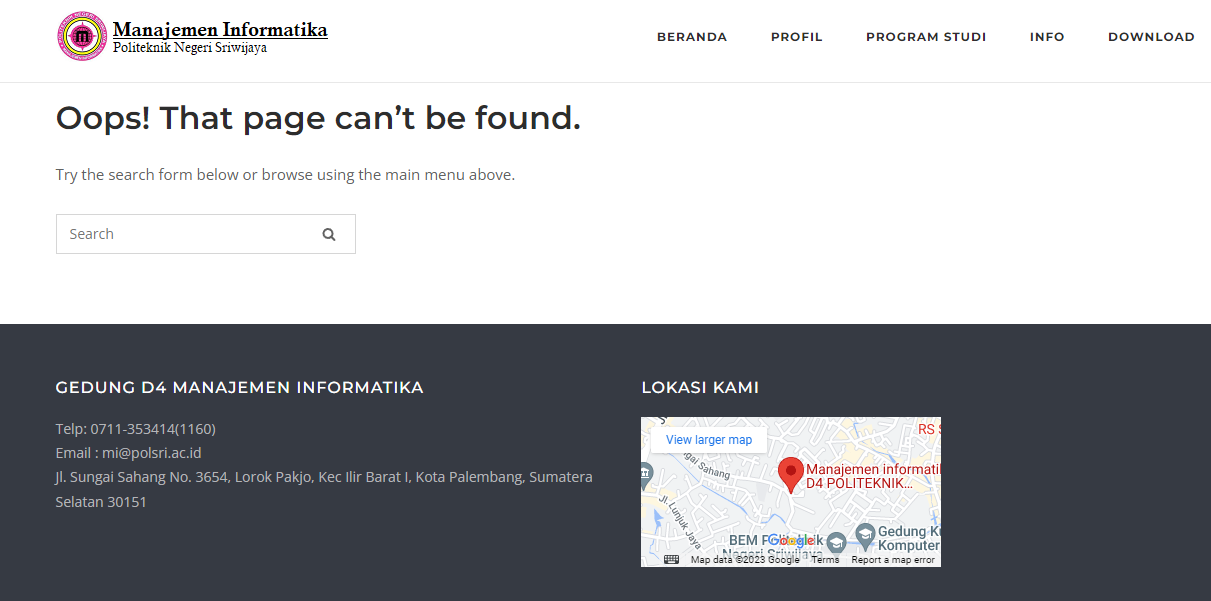 Manajemen Informatika
Politeknik Negeri Sriwijaya
BERANDA PROFIL PROGRAM STUDI INFO DOWNLOAD
Oops! That page can’t be found.
Try the search form below or browse using the main menu above.
Search
GEDUNG D4 MANAJEMEN INFORMATIKA
Telp: 0711-353414(1160)
Email : mi@polsri.ac.id
Jl. Sungai Sahang No. 3654, Lorok Pakjo, Kec Ilir Barat I, Kota Palembang, Sumatera
Selatan 30151
LOKASI KAMI
RS
View larger map
Sungai Sahang
Manajemen informati
D4 POLITEKNIK...
Jl. Lunjuk Jaya
Gedung K
Komputer
BEM
Google
Negeri Sriwijaya
Map data ©2023 Google Terms Report a map error